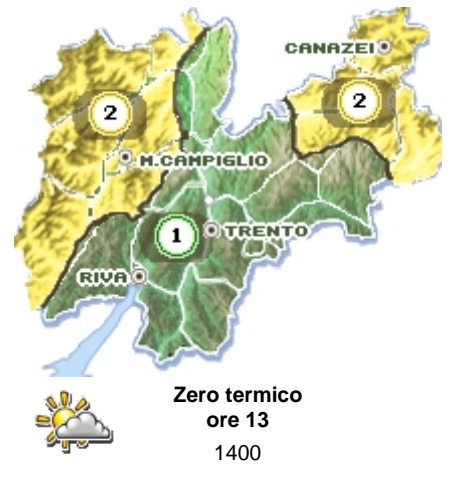 CANAZEI
2
2
M.CAMPIGLIO
1
TRENTO
RIVA
Zero termico
ore 13
1400